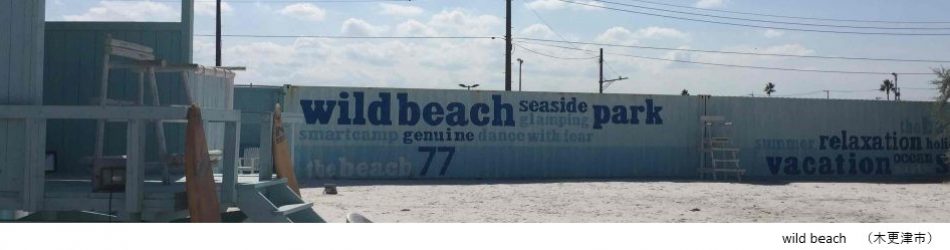 wild beach seaside park
glamping
smartcamp genuine dance with fear
the beach 77
summer relaxation
vacation ocean
wild beach （木更津市）